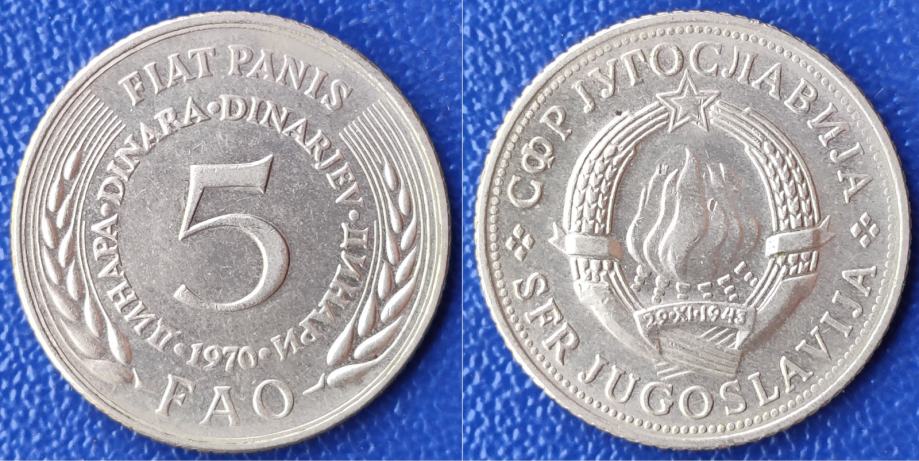 FIAT PANIS
ДИНАРА·DINARA·DINARJEV·ДИНАРИ
5
·1970·
FAO
СФР ЈУГОСЛАВИЈА
29·XI·1943
SFR JUGOSLAVIJA